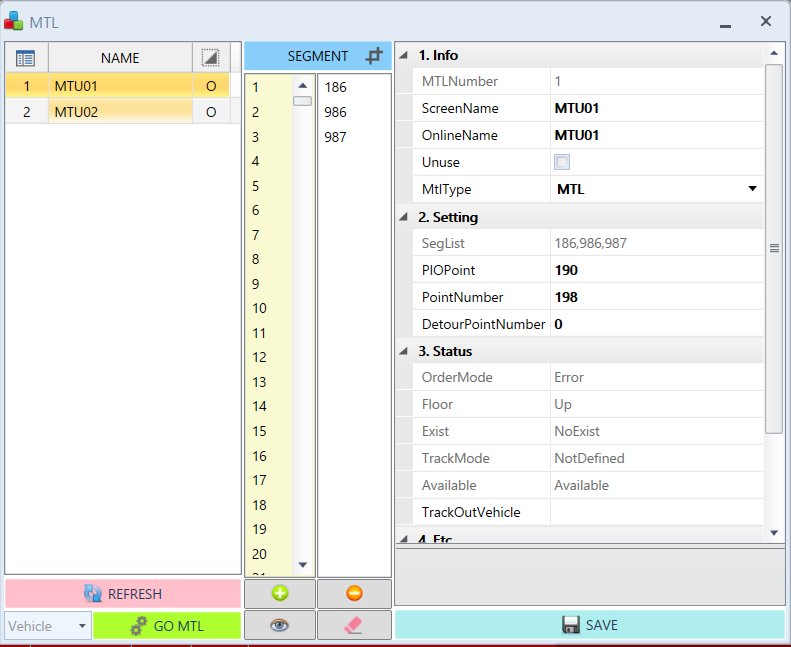 MTL
NAME
1 MTU01 O
2 MTU02 O
REFRESH
Vehicle
GO MTL
SEGMENT
1
2
3
4
5
6
7
8
9
10
11
12
13
14
15
16
17
18
19
20
186
986
987
1. Info
MTLNumber 1
ScreenName MTU01
OnlineName MTU01
Unuse
MtlType MTL
2. Setting
SegList 186,986,987
PIOPoint 190
PointNumber 198
DetourPointNumber 0
3. Status
OrderMode Error
Floor Up
Exist NoExist
TrackMode NotDefined
Available Available
TrackOutVehicle
4. Etc
SAVE